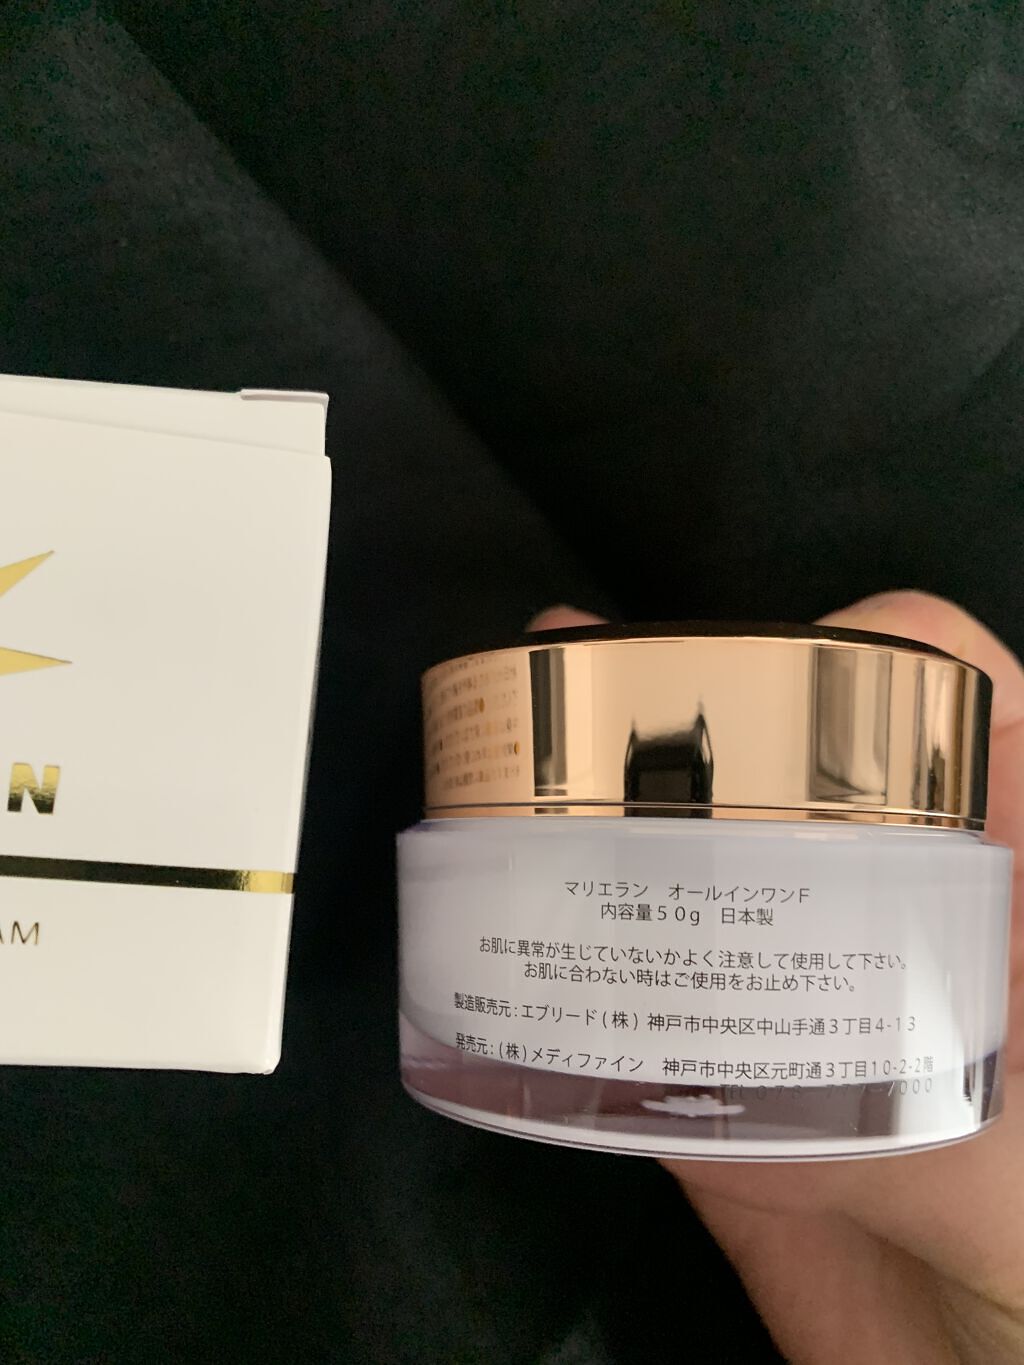 N
AM
マリエラン　オールインワンF
内容量50g　日本製
お肌に異常が生じていないかよく注意して使用して下さい。
お肌に合わない時はご使用をお止め下さい。
製造販売元：エブリード(株) 神戸市中央区中山手通3丁目4-13
発売元：(株)メディファイン　神戸市中央区元町通3丁目10-2-2階